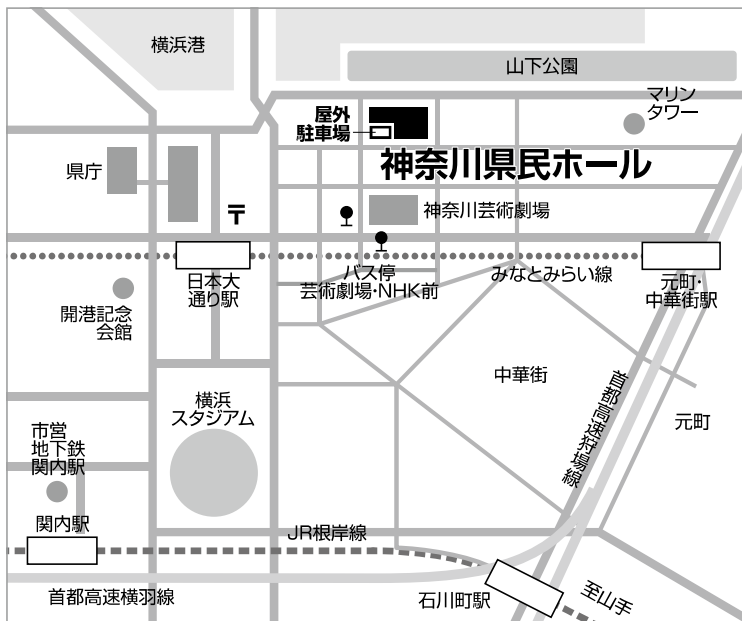 横浜港
山下公園
マリン
タワー
屋外
駐車場
神奈川県民ホール
県庁
〒
神奈川芸術劇場
日本大
通り駅
バス停
芸術劇場・NHK前
みなとみらい線
元町・
中華街駅
開港記念
会館
中華街
首都高速狩場線
横浜
スタジアム
元町
市営
地下鉄
関内駅
関内駅
JR根岸線
首都高速横羽線
石川町駅
至山手